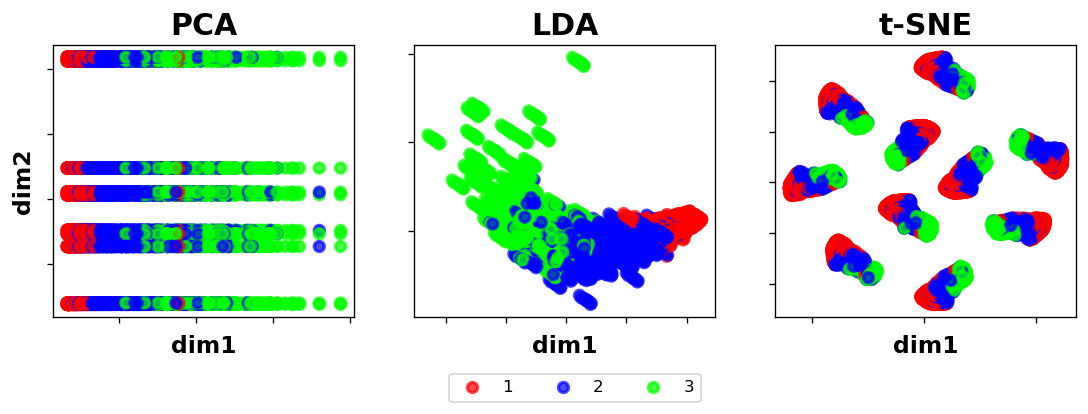 PCA
LDA
t-SNE
dim2
dim1
dim1
dim1
1
2
3